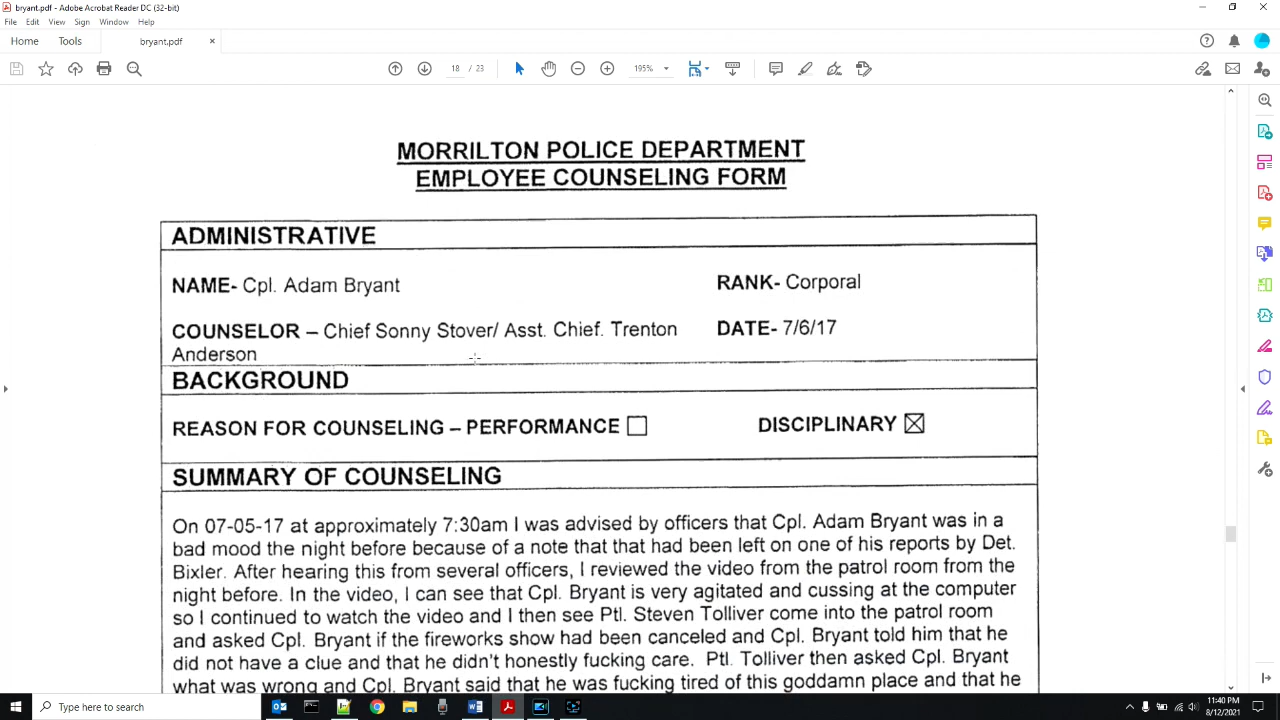 bryant.pdf - Adobe Acrobat Reader DC (32-bit)
File Edit View Sign Window Help
Home Tools bryant.pdf ×
18 / 23 195%
MORRILTON POLICE DEPARTMENT
EMPLOYEE COUNSELING FORM
ADMINISTRATIVE
NAME- Cpl. Adam Bryant RANK- Corporal
COUNSELOR – Chief Sonny Stover/ Asst. Chief. Trenton DATE- 7/6/17
Anderson
BACKGROUND
REASON FOR COUNSELING – PERFORMANCE ☐ DISCIPLINARY ☒
SUMMARY OF COUNSELING
On 07-05-17 at approximately 7:30am I was advised by officers that Cpl. Adam Bryant was in a
bad mood the night before because of a note that that had been left on one of his reports by Det.
Bixler. After hearing this from several officers, I reviewed the video from the patrol room from the
night before. In the video, I can see that Cpl. Bryant is very agitated and cussing at the computer
so I continued to watch the video and I then see Ptl. Steven Tolliver come into the patrol room
and asked Cpl. Bryant if the fireworks show had been canceled and Cpl. Bryant told him that he
did not have a clue and that he didn't honestly fucking care. Ptl. Tolliver then asked Cpl. Bryant
what was wrong and Cpl. Bryant said that he was fucking tired of this goddamn place and that he
Type here to search
11:40 PM
8/12/2021